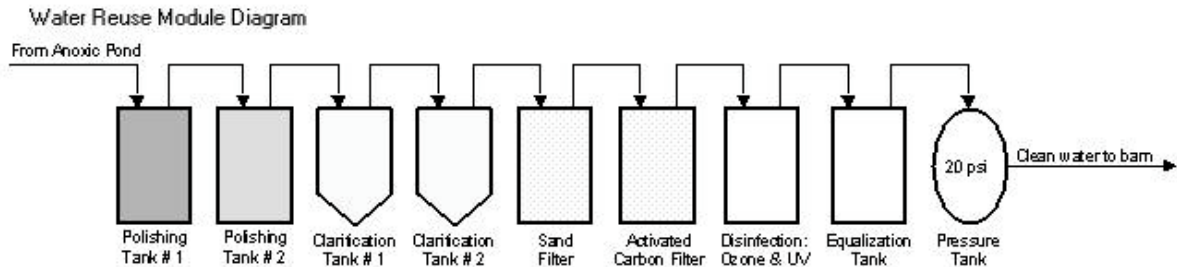 Water Reuse Module Diagram
From Anoxic Pond
20 psi
Clean water to barn
Polishing
Tank # 1
Polishing
Tank # 2
Clarification
Tank # 1
Clarification
Tank # 2
Sand
Filter
Activated
Carbon Filter
Disinfection:
Ozone & UV
Equalization
Tank
Pressure
Tank